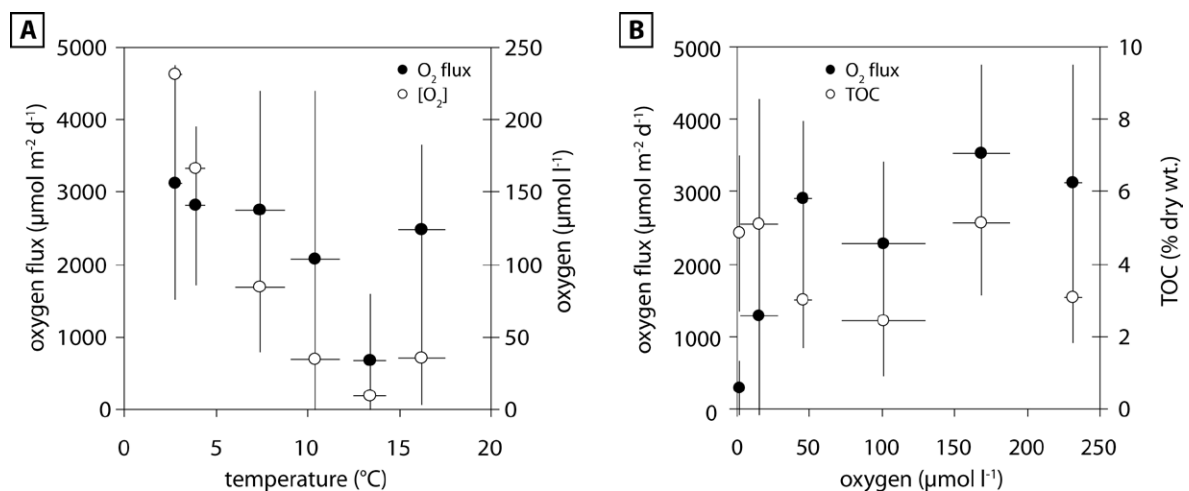 A
5000
4000
3000
2000
1000
0
oxygen flux (µmol m⁻² d⁻¹)
O₂ flux
[O₂]
250
200
150
100
50
0
oxygen (µmol l⁻¹)
0 5 10 15 20
temperature (°C)
B
5000
4000
3000
2000
1000
0
oxygen flux (µmol m⁻² d⁻¹)
O₂ flux
TOC
10
8
6
4
2
0
TOC (% dry wt.)
0 50 100 150 200 250
oxygen (µmol l⁻¹)